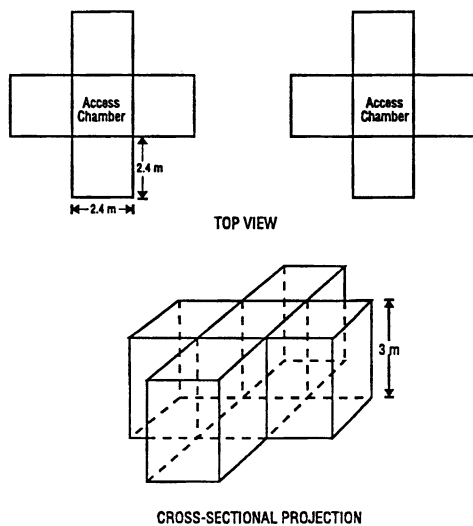 Access
Chamber
Access
Chamber
2.4 m
2.4 m
TOP VIEW
3 m
CROSS-SECTIONAL PROJECTION